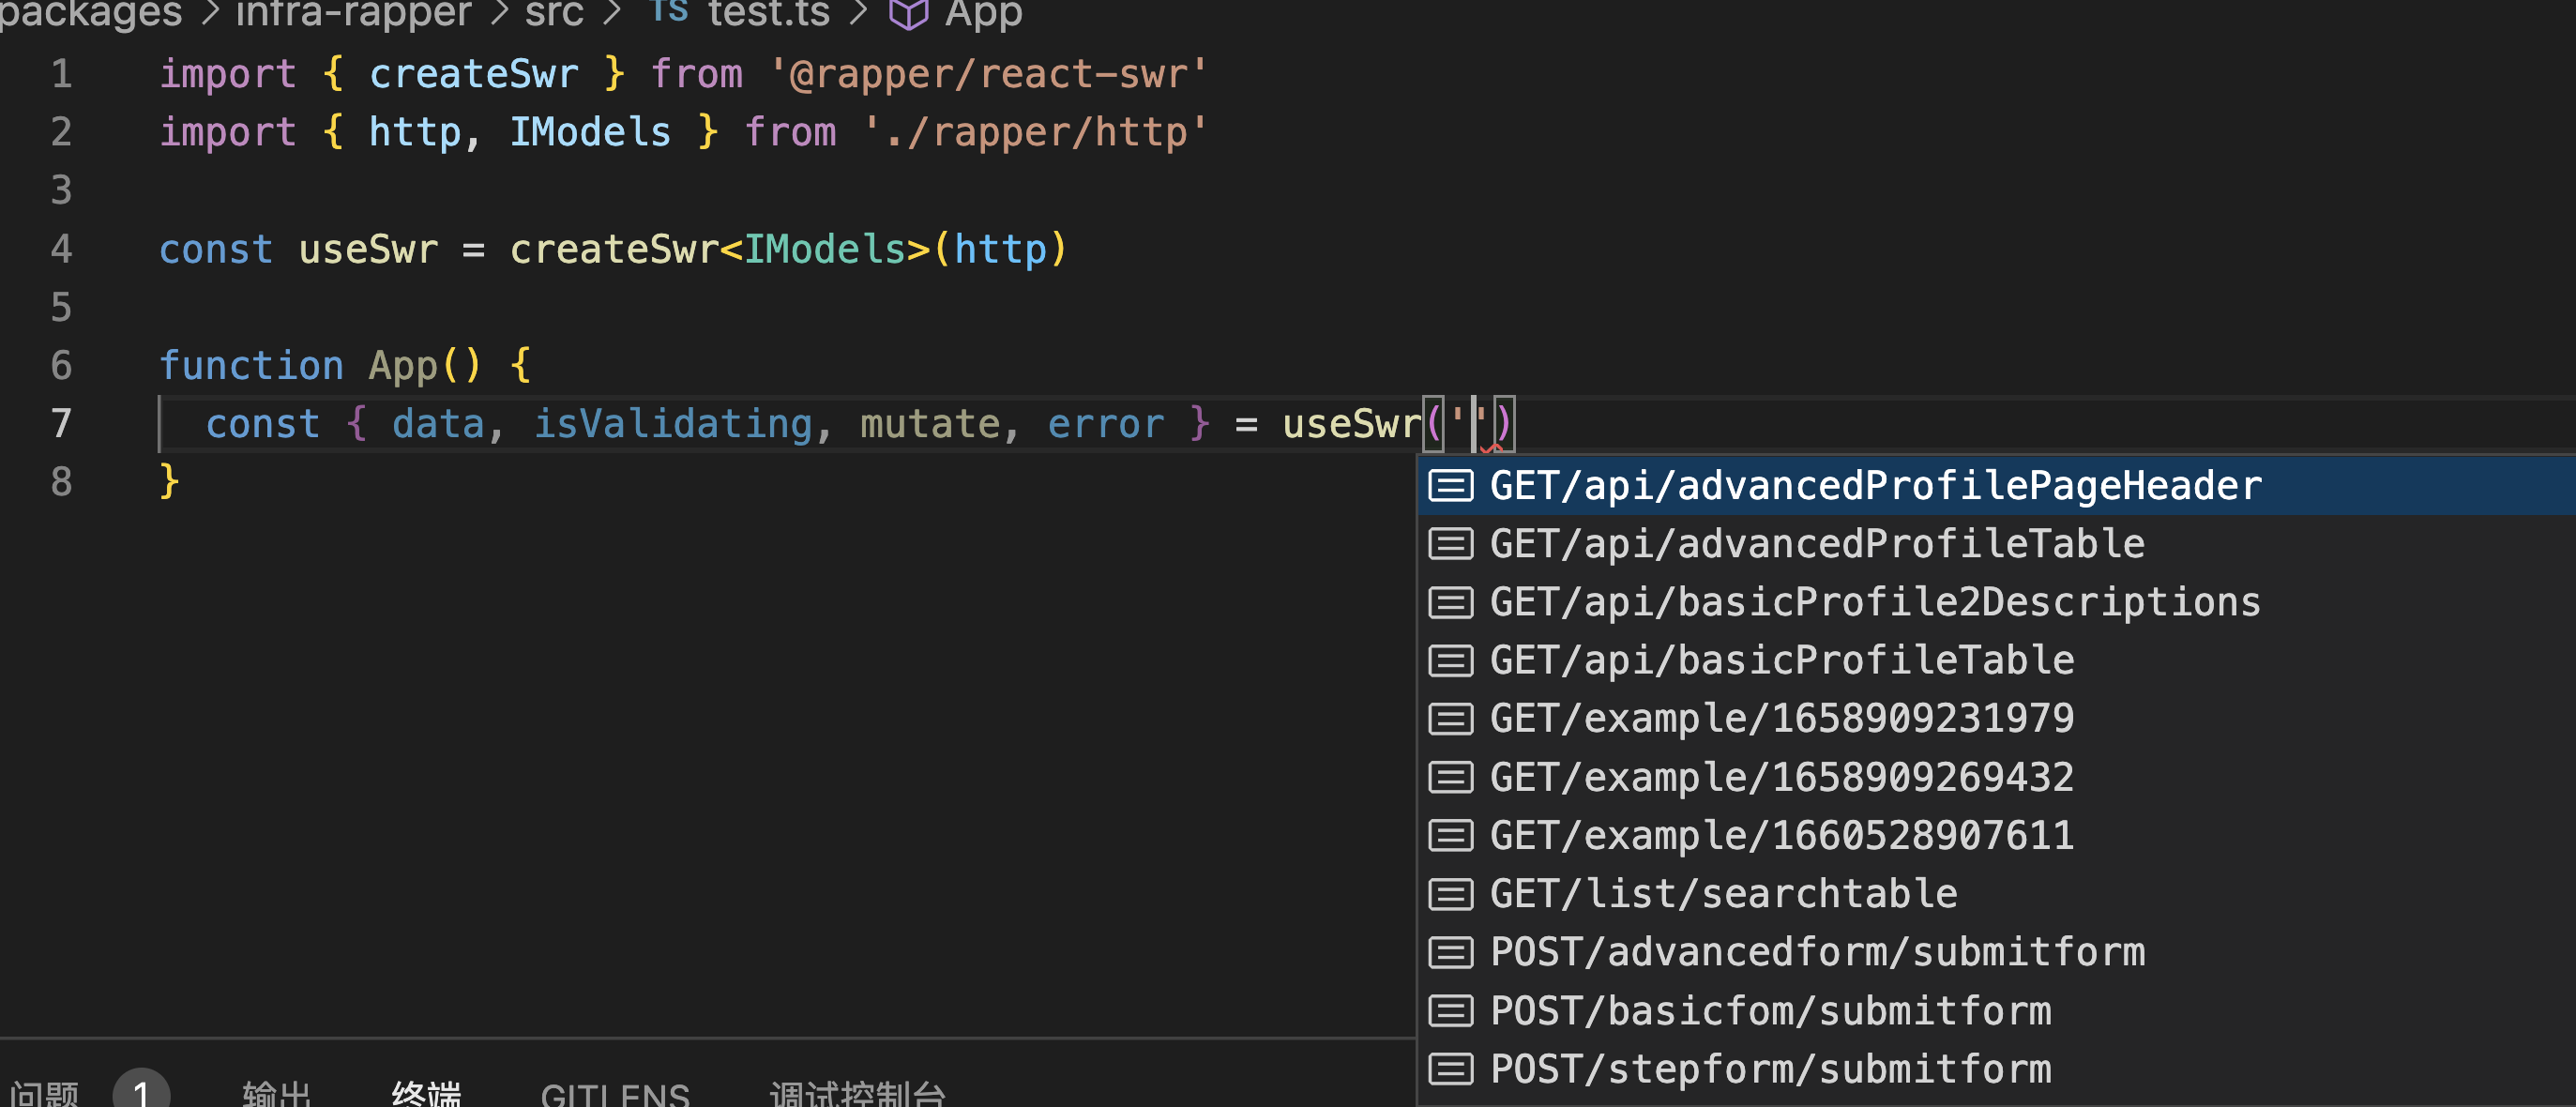 packages > infra-rapper > src > TS test.ts > App
1 import { createSwr } from '@rapper/react-swr'
2 import { http, IModels } from './rapper/http'
3
4 const useSwr = createSwr<IModels>(http)
5
6 function App() {
7 const { data, isValidating, mutate, error } = useSwr('')
8 }
GET/api/advancedProfilePageHeader
GET/api/advancedProfileTable
GET/api/basicProfile2Descriptions
GET/api/basicProfileTable
GET/example/1658909231979
GET/example/1658909269432
GET/example/1660528907611
GET/list/searchtable
POST/advancedform/submitform
POST/basicfom/submitform
POST/stepform/submitform
问题 1 输出 终端 GITLENS 调试控制台